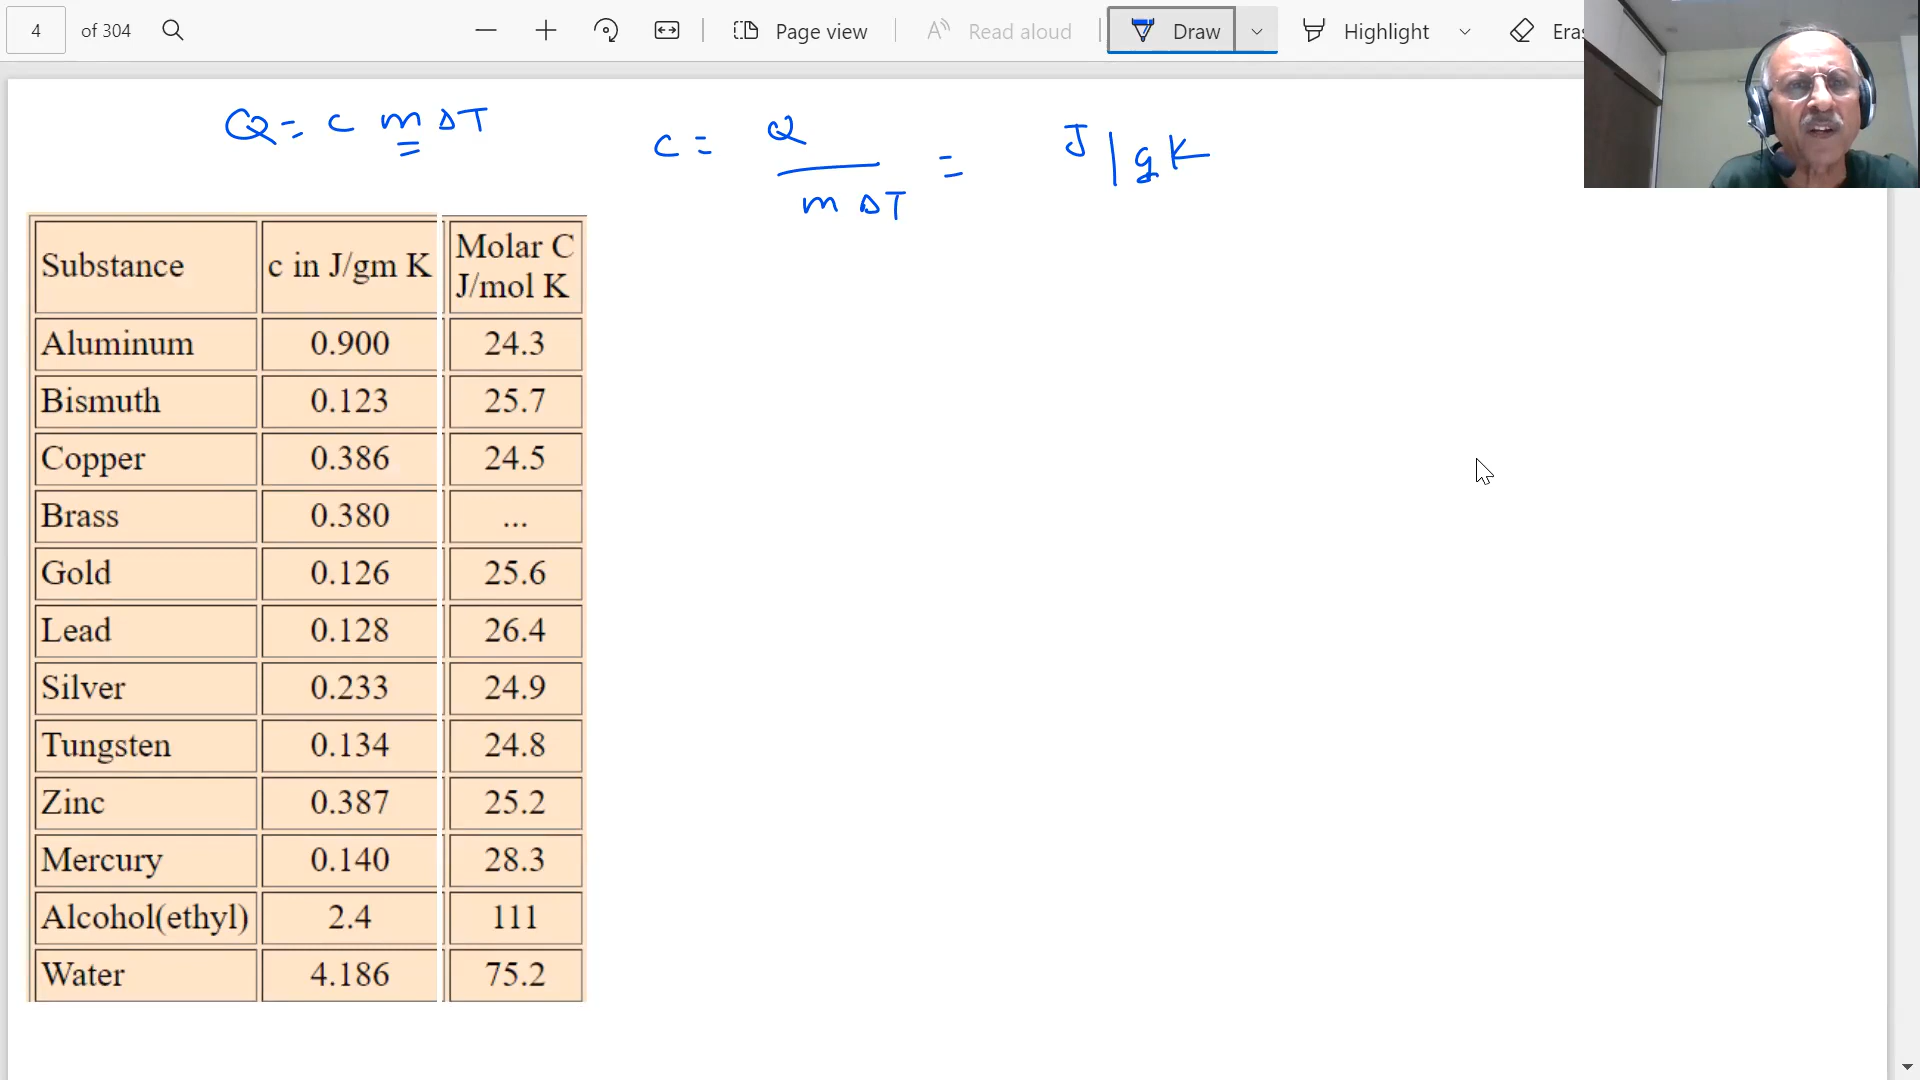 4 of 304 Page view Read aloud Draw Highlight
Q = c m ΔT
c = Q / m ΔT = J / g K
Substance c in J/gm K Molar C J/mol K
Aluminum 0.900 24.3
Bismuth 0.123 25.7
Copper 0.386 24.5
Brass 0.380 ...
Gold 0.126 25.6
Lead 0.128 26.4
Silver 0.233 24.9
Tungsten 0.134 24.8
Zinc 0.387 25.2
Mercury 0.140 28.3
Alcohol(ethyl) 2.4 111
Water 4.186 75.2